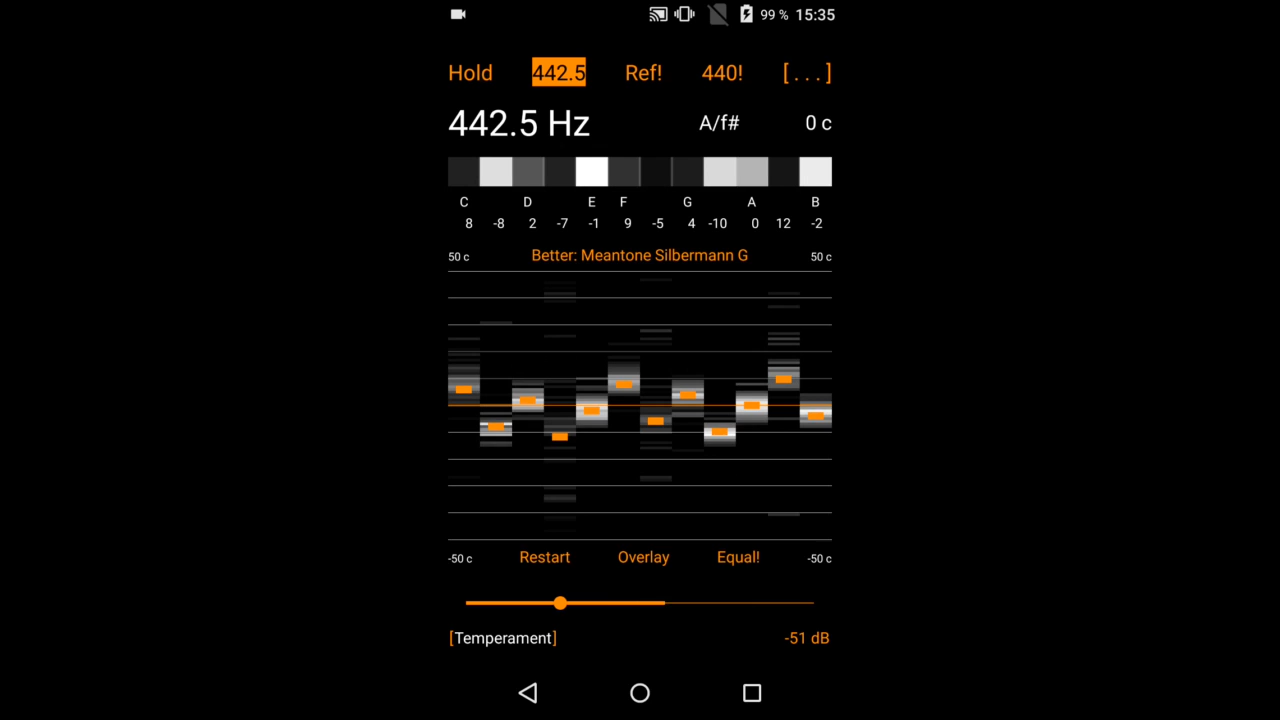 99 % 15:35
Hold 442.5 Ref! 440! [...]
442.5 Hz A/f# 0 c
C D E F G A B
8 -8 2 -7 -1 9 -5 4 -10 0 12 -2
50 c Better: Meantone Silbermann G 50 c
-50 c Restart Overlay Equal! -50 c
[Temperament] -51 dB